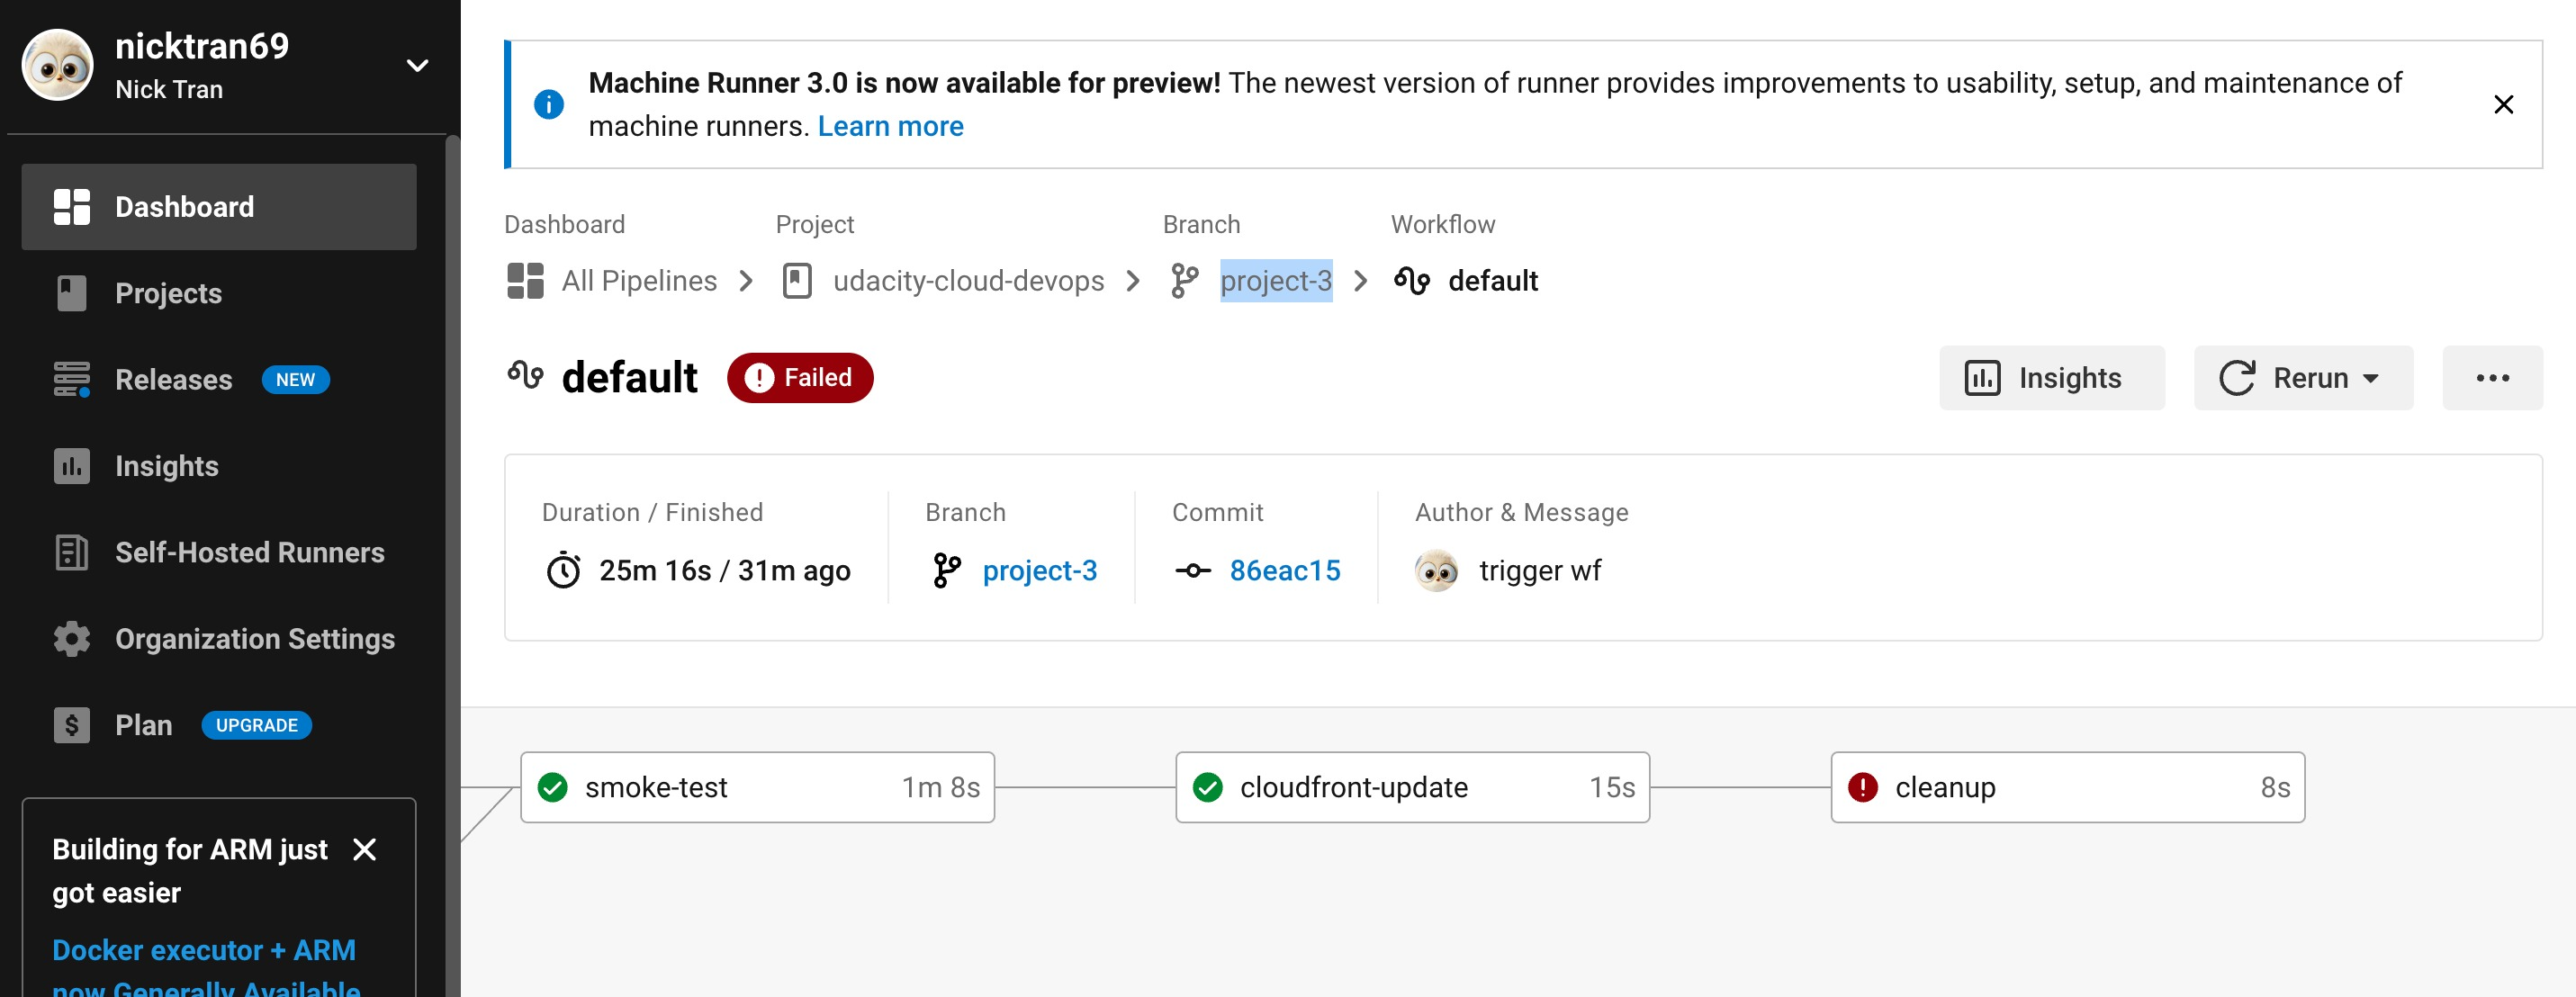 nicktran69
Nick Tran
Dashboard
Projects
Releases NEW
Insights
Self-Hosted Runners
Organization Settings
Plan UPGRADE
Building for ARM just
got easier
Docker executor + ARM
now Generally Available
Machine Runner 3.0 is now available for preview! The newest version of runner provides improvements to usability, setup, and maintenance of
machine runners. Learn more
Dashboard Project Branch Workflow
All Pipelines udacity-cloud-devops project-3 default
default Failed Insights Rerun
Duration / Finished Branch Commit Author & Message
25m 16s / 31m ago project-3 86eac15 trigger wf
smoke-test 1m 8s cloudfront-update 15s cleanup 8s